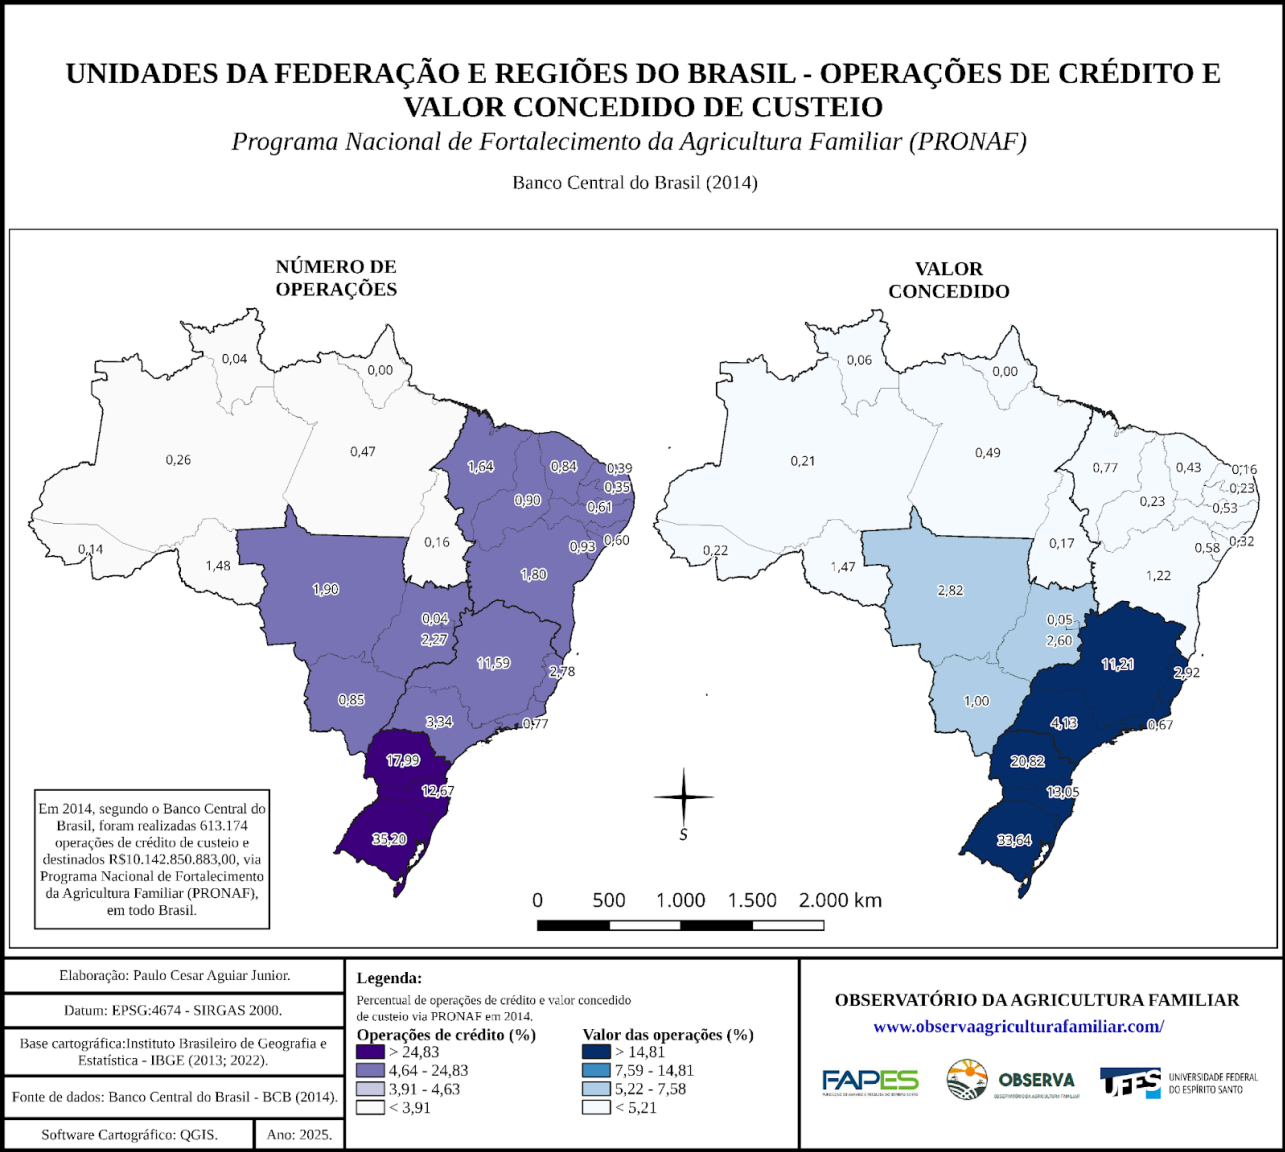 UNIDADES DA FEDERAÇÃO E REGIÕES DO BRASIL - OPERAÇÕES DE CRÉDITO E
VALOR CONCEDIDO DE CUSTEIO
Programa Nacional de Fortalecimento da Agricultura Familiar (PRONAF)
Banco Central do Brasil (2014)
NÚMERO DE
OPERAÇÕES
0,04
0,00
0,26
0,47
1,64
0,84
0,39
0,35
0,90
0,61
0,60
0,93
0,14
1,48
0,16
1,80
1,90
0,04
2,27
11,59
2,78
0,85
3,34
0,77
17,99
12,67
35,20
VALOR
CONCEDIDO
0,06
0,00
0,21
0,49
0,77
0,43
0,16
0,23
0,23
0,53
0,32
0,58
0,22
1,47
0,17
1,22
2,82
0,05
2,60
11,21
2,92
1,00
4,13
0,67
20,82
13,05
33,64
Em 2014, segundo o Banco Central do
Brasil, foram realizadas 613.174
operações de crédito de custeio e
destinados R$10.142.850.883,00, via
Programa Nacional de Fortalecimento
da Agricultura Familiar (PRONAF),
em todo Brasil.
S
0 500 1.000 1.500 2.000 km
Elaboração: Paulo Cesar Aguiar Junior.
Datum: EPSG:4674 - SIRGAS 2000.
Base cartográfica:Instituto Brasileiro de Geografia e
Estatística - IBGE (2013; 2022).
Fonte de dados: Banco Central do Brasil - BCB (2014).
Software Cartográfico: QGIS.
Ano: 2025.
Legenda:
Percentual de operações de crédito e valor concedido
de custeio via PRONAF em 2014.
Operações de crédito (%)
> 24,83
4,64 - 24,83
3,91 - 4,63
< 3,91
Valor das operações (%)
> 14,81
7,59 - 14,81
5,22 - 7,58
< 5,21
OBSERVATÓRIO DA AGRICULTURA FAMILIAR
www.observaagriculturafamiliar.com/
FAPES
FUNDAÇÃO DE AMPARO À PESQUISA DO ESPÍRITO SANTO
OBSERVA
OBSERVATÓRIO DA AGRICULTURA FAMILIAR
UFES
UNIVERSIDADE FEDERAL
DO ESPÍRITO SANTO